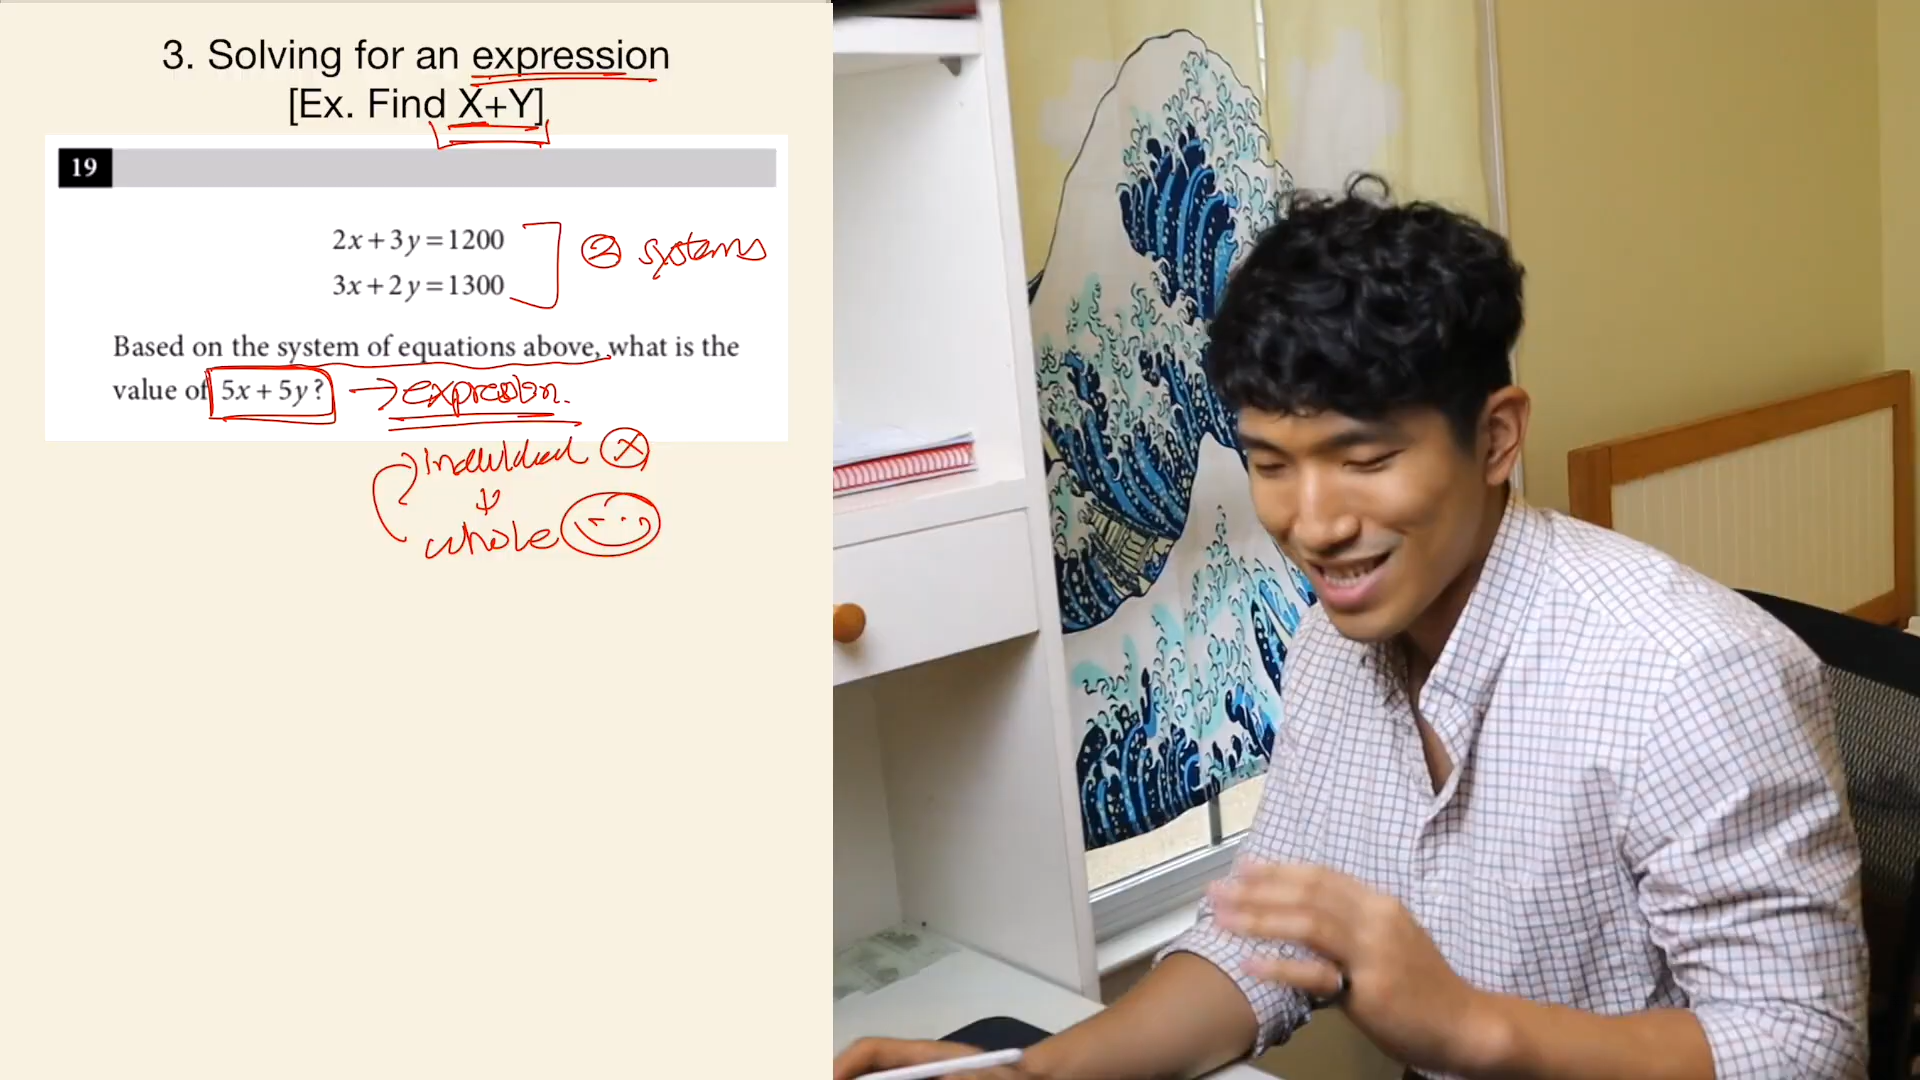 3. Solving for an expression
[Ex. Find X+Y]
19
2x+3y=1200
3x+2y=1300
② systems
Based on the system of equations above, what is the
value of 5x + 5y? → expression.
individual ⓧ
↓
whole